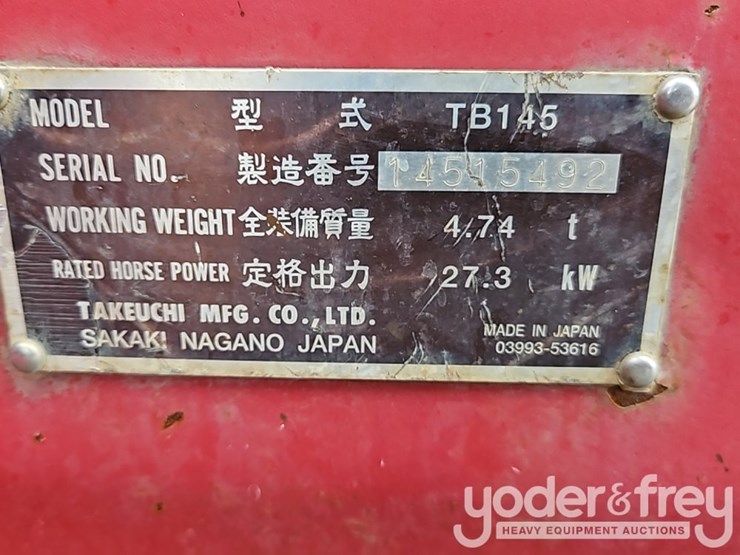 MODEL 型式 TB145
SERIAL NO. 製造番号 14515492
WORKING WEIGHT 全装備質量 4.74 t
RATED HORSE POWER 定格出力 27.3 kW
TAKEUCHI MFG. CO., LTD.
SAKAKI NAGANO JAPAN
MADE IN JAPAN
03993-53616
yoder&frey
HEAVY EQUIPMENT AUCTIONS